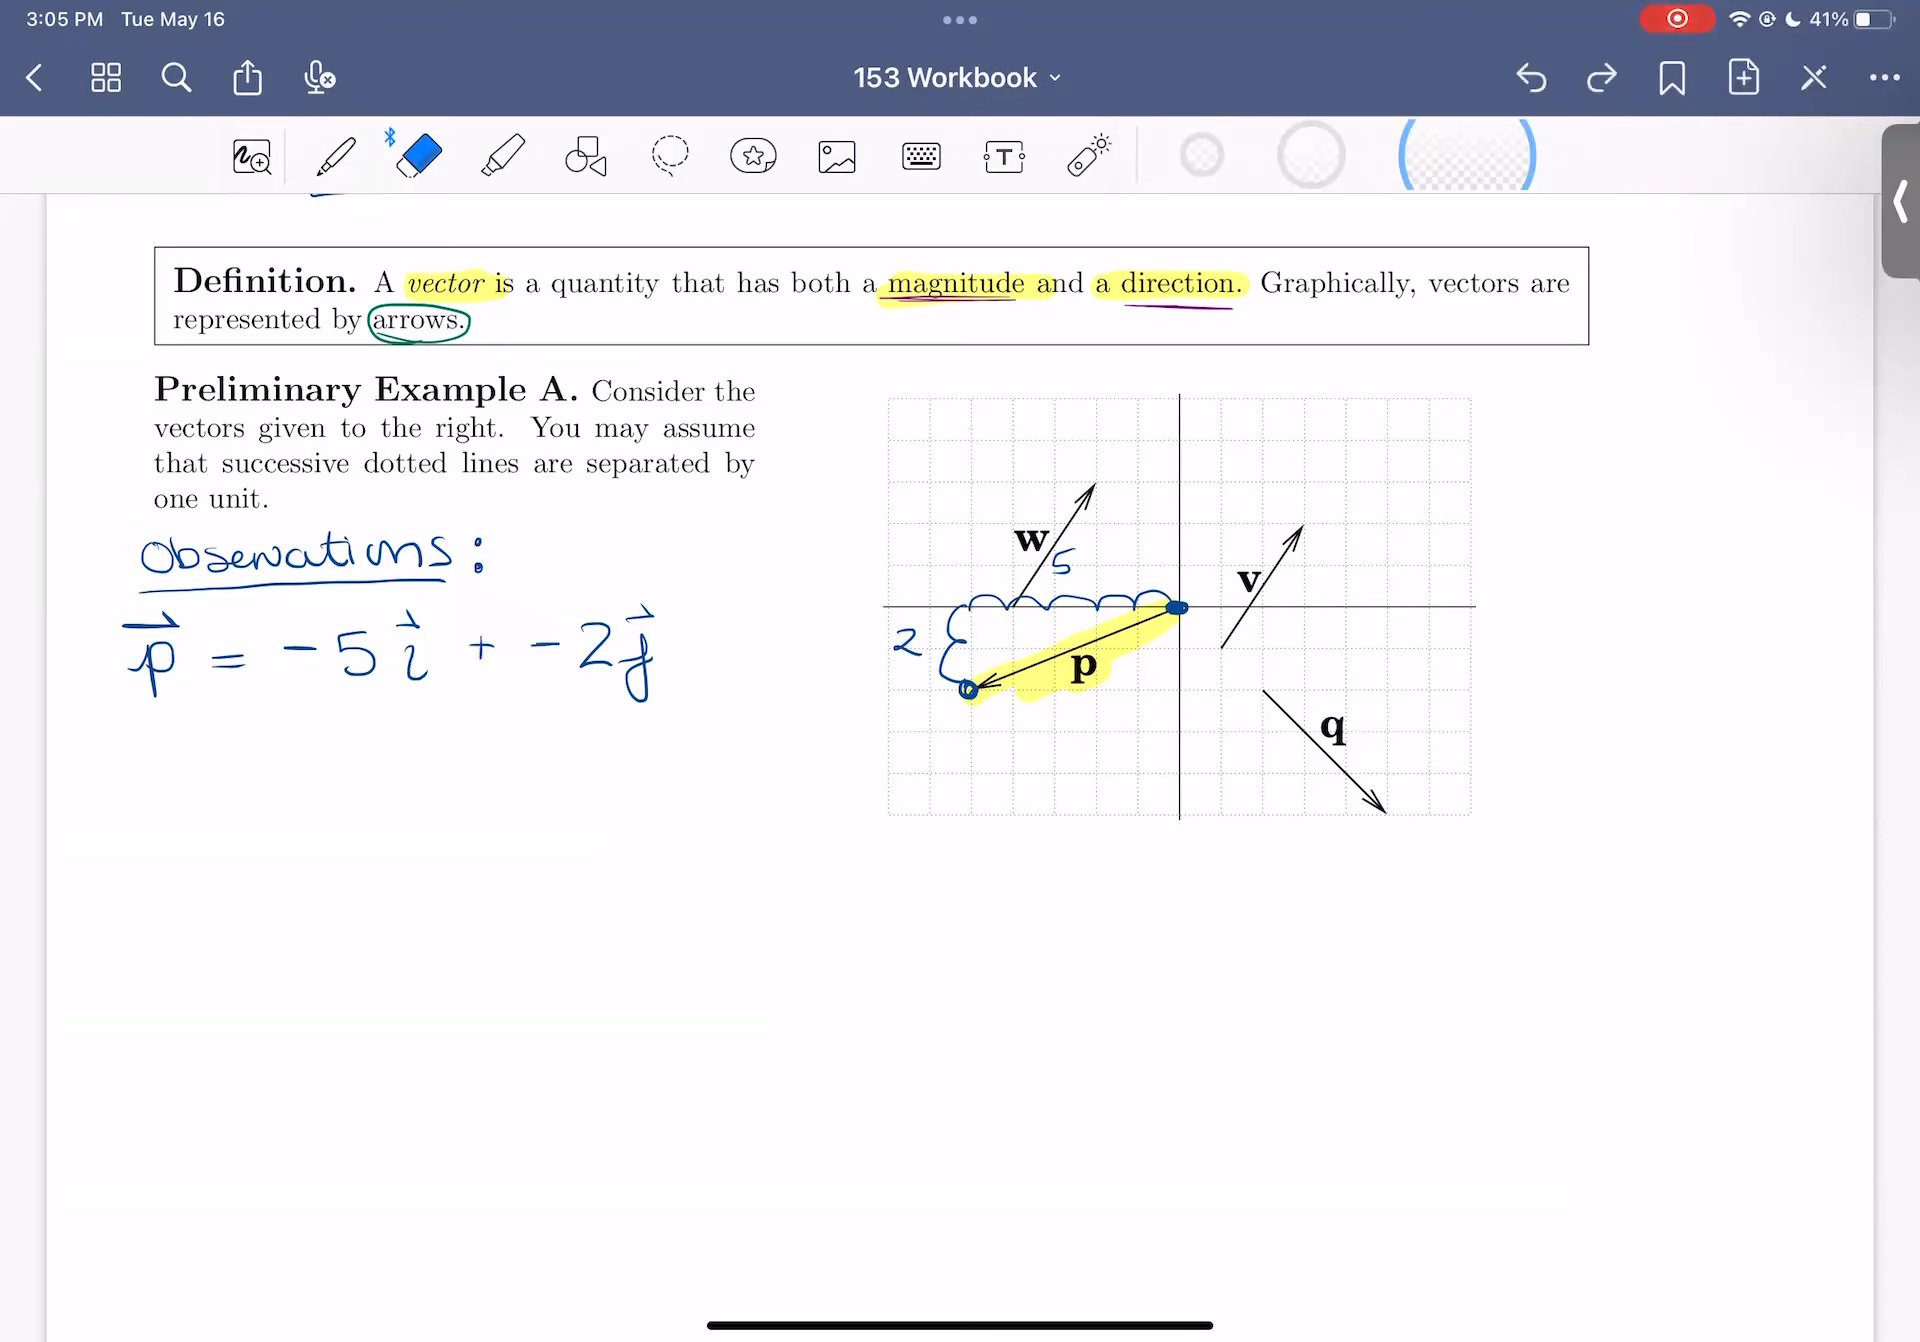 3:05 PM Tue May 16
41%
153 Workbook
T
Definition. A vector is a quantity that has both a magnitude and a direction. Graphically, vectors are
represented by arrows.
Preliminary Example A. Consider the
vectors given to the right. You may assume
that successive dotted lines are separated by
one unit.
Observations:
p⃗ = -5 i⃗ + -2 j⃗
w
5
v
2
p
q